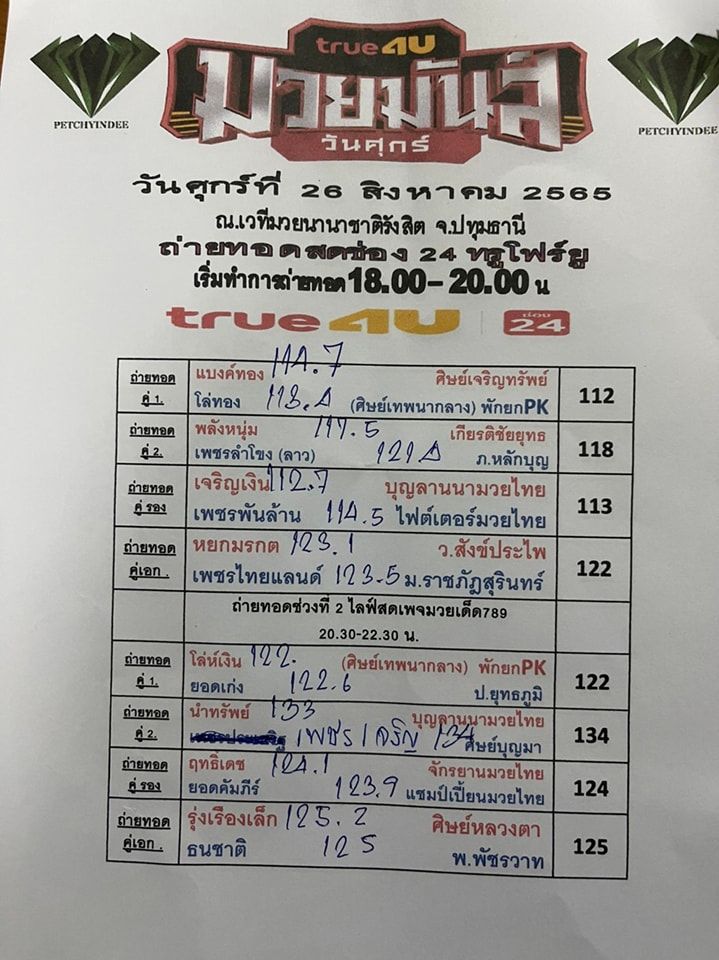 true4U
มวยมันส์
วันศุกร์
PETCHYINDEE
PETCHYINDEE
วันศุกร์ที่ 26 สิงหาคม 2565
ณ.เวทีมวยนานาชาติรังสิต จ.ปทุมธานี
ถ่ายทอดสดช่อง 24 ทรูโฟร์ยู
เริ่มทำการถ่ายทอด 18.00-20.00 น
true4U ช่อง 24
ถ่ายทอด แบงค์ทอง 114.7 ศิษย์เจริญทรัพย์ 112
คู่ 1. โล่ทอง 113.4 (ศิษย์เทพนากลาง) พักยกPK
ถ่ายทอด พลังหนุ่ม 117.5 เกียรติชัยยุทธ 118
คู่ 2. เพชรลำโขง (ลาว) 121.4 ภ.หลักบุญ
ถ่ายทอด เจริญเงิน 112.7 บุญลานนามวยไทย 113
คู่ รอง เพชรพันล้าน 114.5 ไฟต์เตอร์มวยไทย
ถ่ายทอด หยกมรกต 123.1 ว.สังข์ประไพ 122
คู่เอก . เพชรไทยแลนด์ 123.5 ม.ราชภัฎสุรินทร์
ถ่ายทอดช่วงที่ 2 ไลฟ์สดเพจมวยเด็ด789
20.30-22.30 น.
ถ่ายทอด โล่ห์เงิน 122. (ศิษย์เทพนากลาง) พักยกPK 122
คู่ 1. ยอดเก่ง 122.6 ป.ยุทธภูมิ
ถ่ายทอด นำทรัพย์ 133 บุญลานนามวยไทย 134
คู่ 2. เพชรเจริญ 134 ศิษย์บุญมา
ถ่ายทอด ฤทธิ์เดช 124.1 จักรยานมวยไทย 124
คู่ รอง ยอดคัมภีร์ 123.9 แชมป์เปี้ยนมวยไทย
ถ่ายทอด รุ่งเรืองเล็ก 125.2 ศิษย์หลวงตา 125
คู่เอก . ธนชาติ 125 พ.พัชรวาท